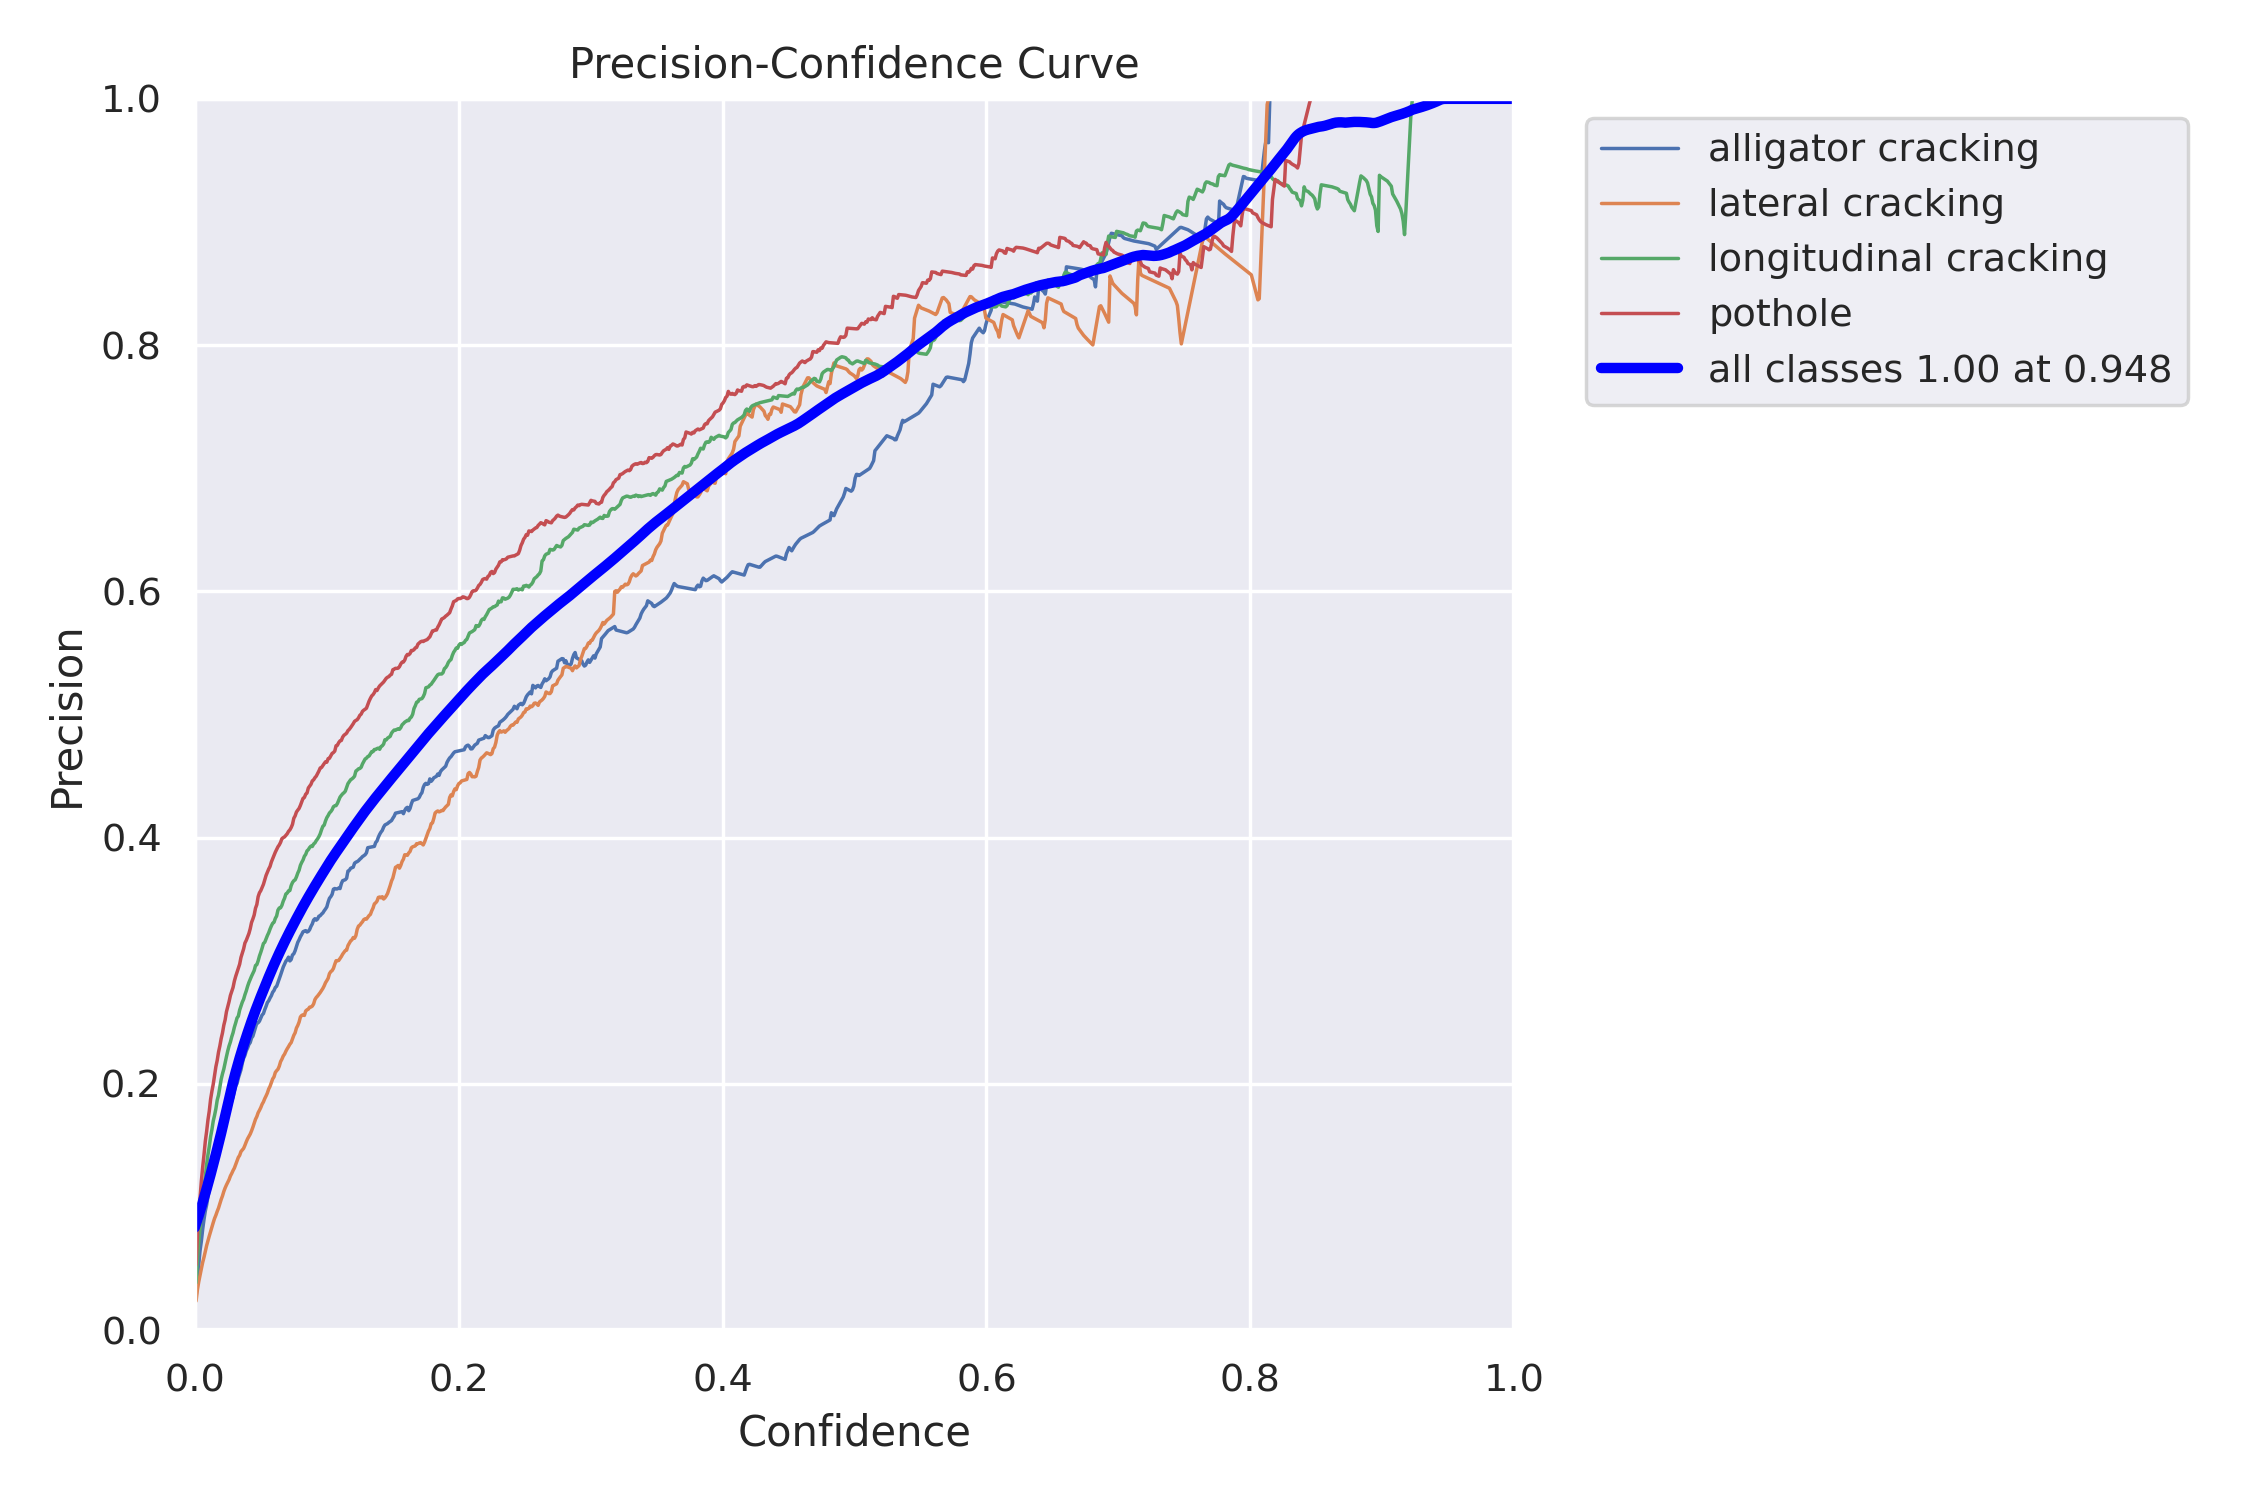 Precision-Confidence Curve
1.0
0.8
0.6
0.4
0.2
0.0
Precision
0.0 0.2 0.4 0.6 0.8 1.0
Confidence
alligator cracking
lateral cracking
longitudinal cracking
pothole
all classes 1.00 at 0.948